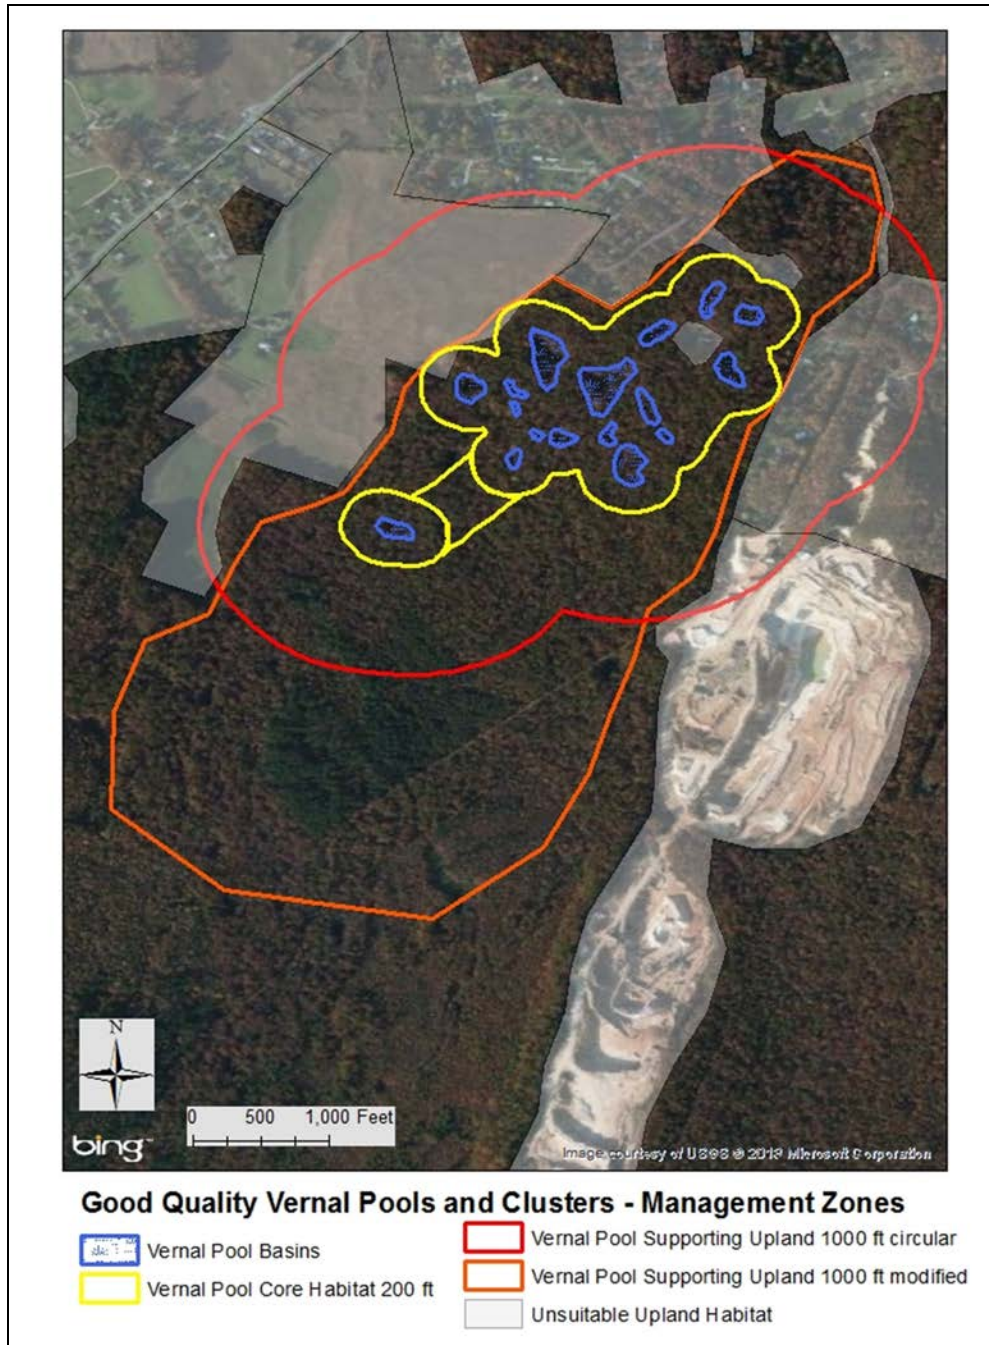 N
0 500 1,000 Feet
bing
Image courtesy of USGS © 2013 Microsoft Corporation
Good Quality Vernal Pools and Clusters - Management Zones
Vernal Pool Basins
Vernal Pool Core Habitat 200 ft
Vernal Pool Supporting Upland 1000 ft circular
Vernal Pool Supporting Upland 1000 ft modified
Unsuitable Upland Habitat